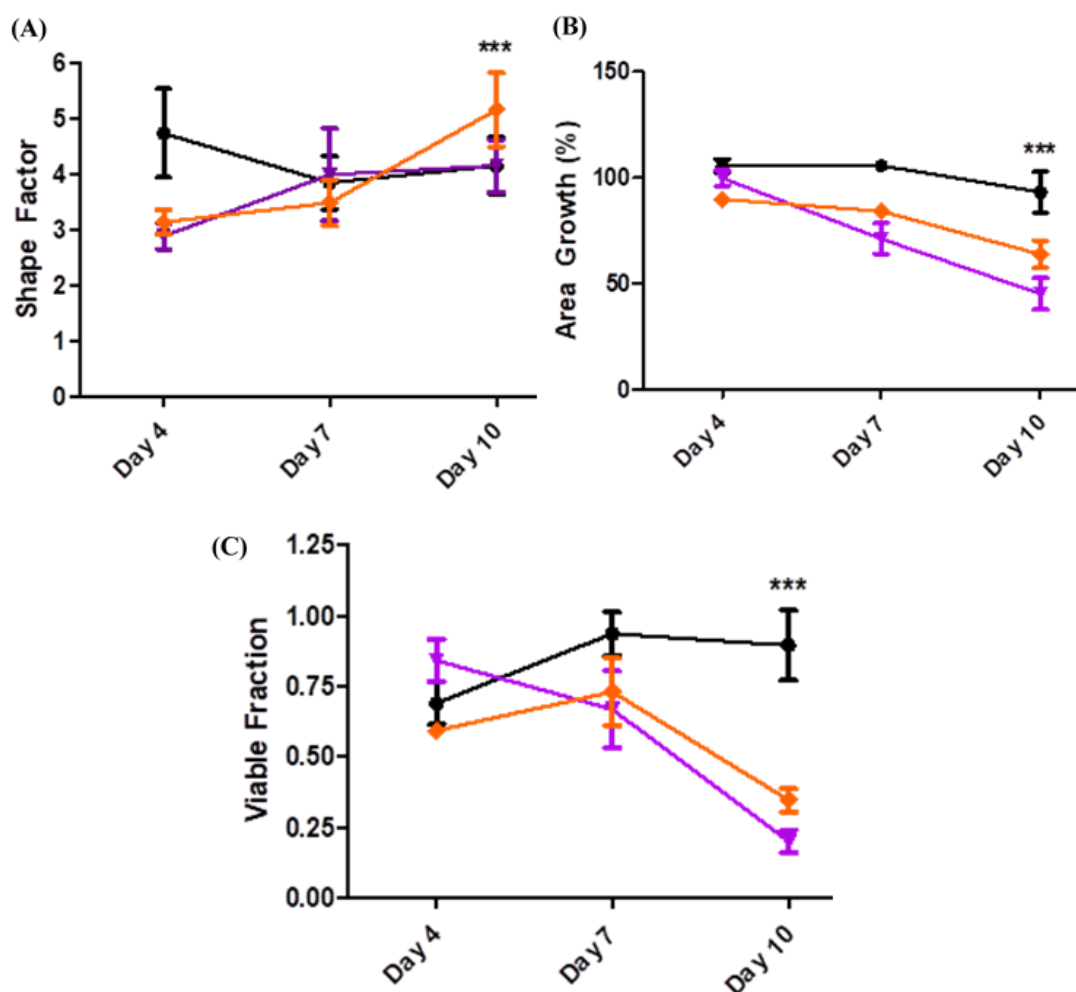 (A)
***
6
5
4
3
2
1
0
Shape Factor
Day 4
Day 7
Day 10
(B)
150
***
100
50
0
Area Growth (%)
Day 4
Day 7
Day 10
(C)
1.25
***
1.00
0.75
0.50
0.25
0.00
Viable Fraction
Day 4
Day 7
Day 10